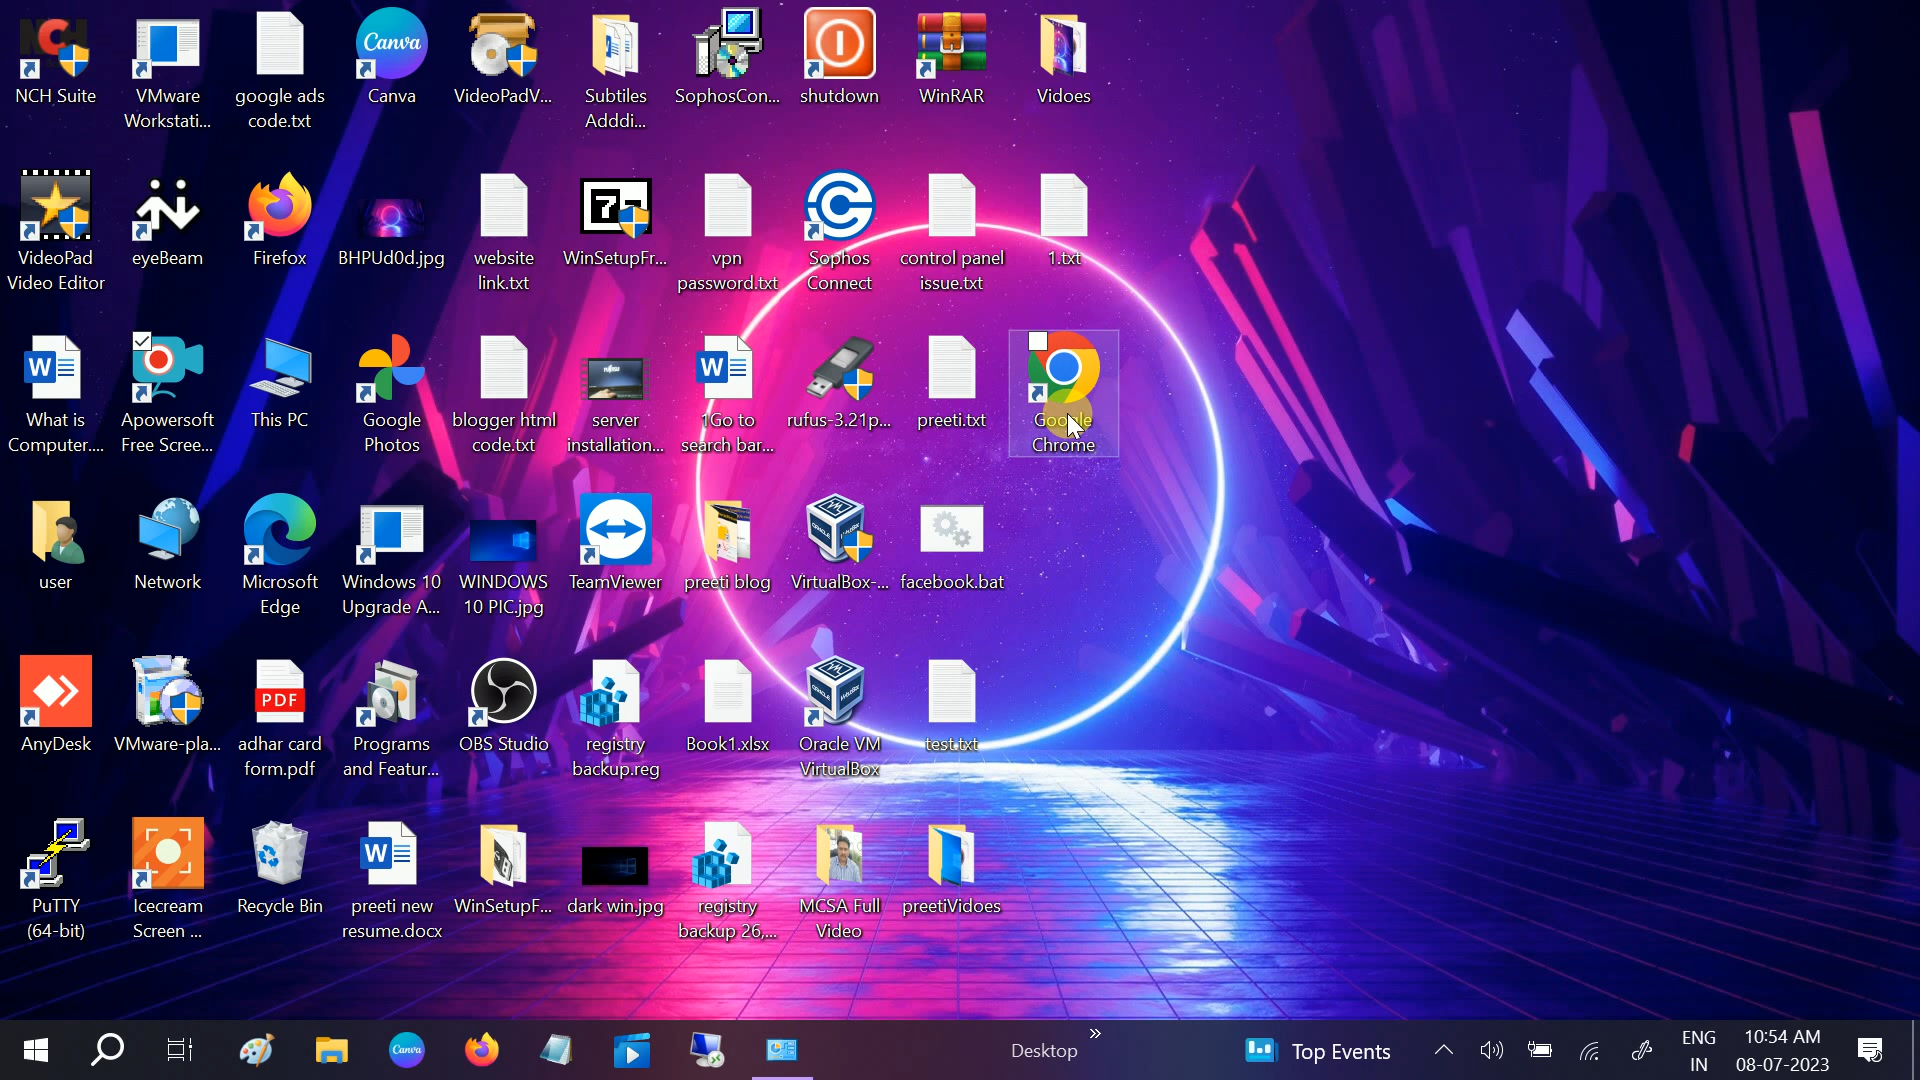 NCH Suite
VMware
Workstati...
google ads
code.txt
Canva
Canva
VideoPadV...
Subtiles
Adddi...
SophosCon...
shutdown
WinRAR
Vidoes
VideoPad
Video Editor
eyeBeam
Firefox
BHPUd0d.jpg
website
link.txt
WinSetupFr...
vpn
password.txt
Sophos
Connect
control panel
issue.txt
1.txt
What is
Computer....
Apowersoft
Free Scree...
This PC
Google
Photos
blogger html
code.txt
server
installation...
1Go to
search bar...
rufus-3.21p...
preeti.txt
Google
Chrome
user
Network
Microsoft
Edge
Windows 10
Upgrade A...
WINDOWS
10 PIC.jpg
TeamViewer
preeti blog
VirtualBox-...
facebook.bat
AnyDesk
VMware-pla...
PDF
adhar card
form.pdf
Programs
and Featur...
OBS Studio
registry
backup.reg
Book1.xlsx
Oracle VM
VirtualBox
test.txt
PuTTY
(64-bit)
Icecream
Screen ...
Recycle Bin
preeti new
resume.docx
WinSetupF...
dark win.jpg
registry
backup 26,...
MCSA Full
Video
preetiVidoes
Canva
Desktop
Top Events
ENG
IN
10:54 AM
08-07-2023